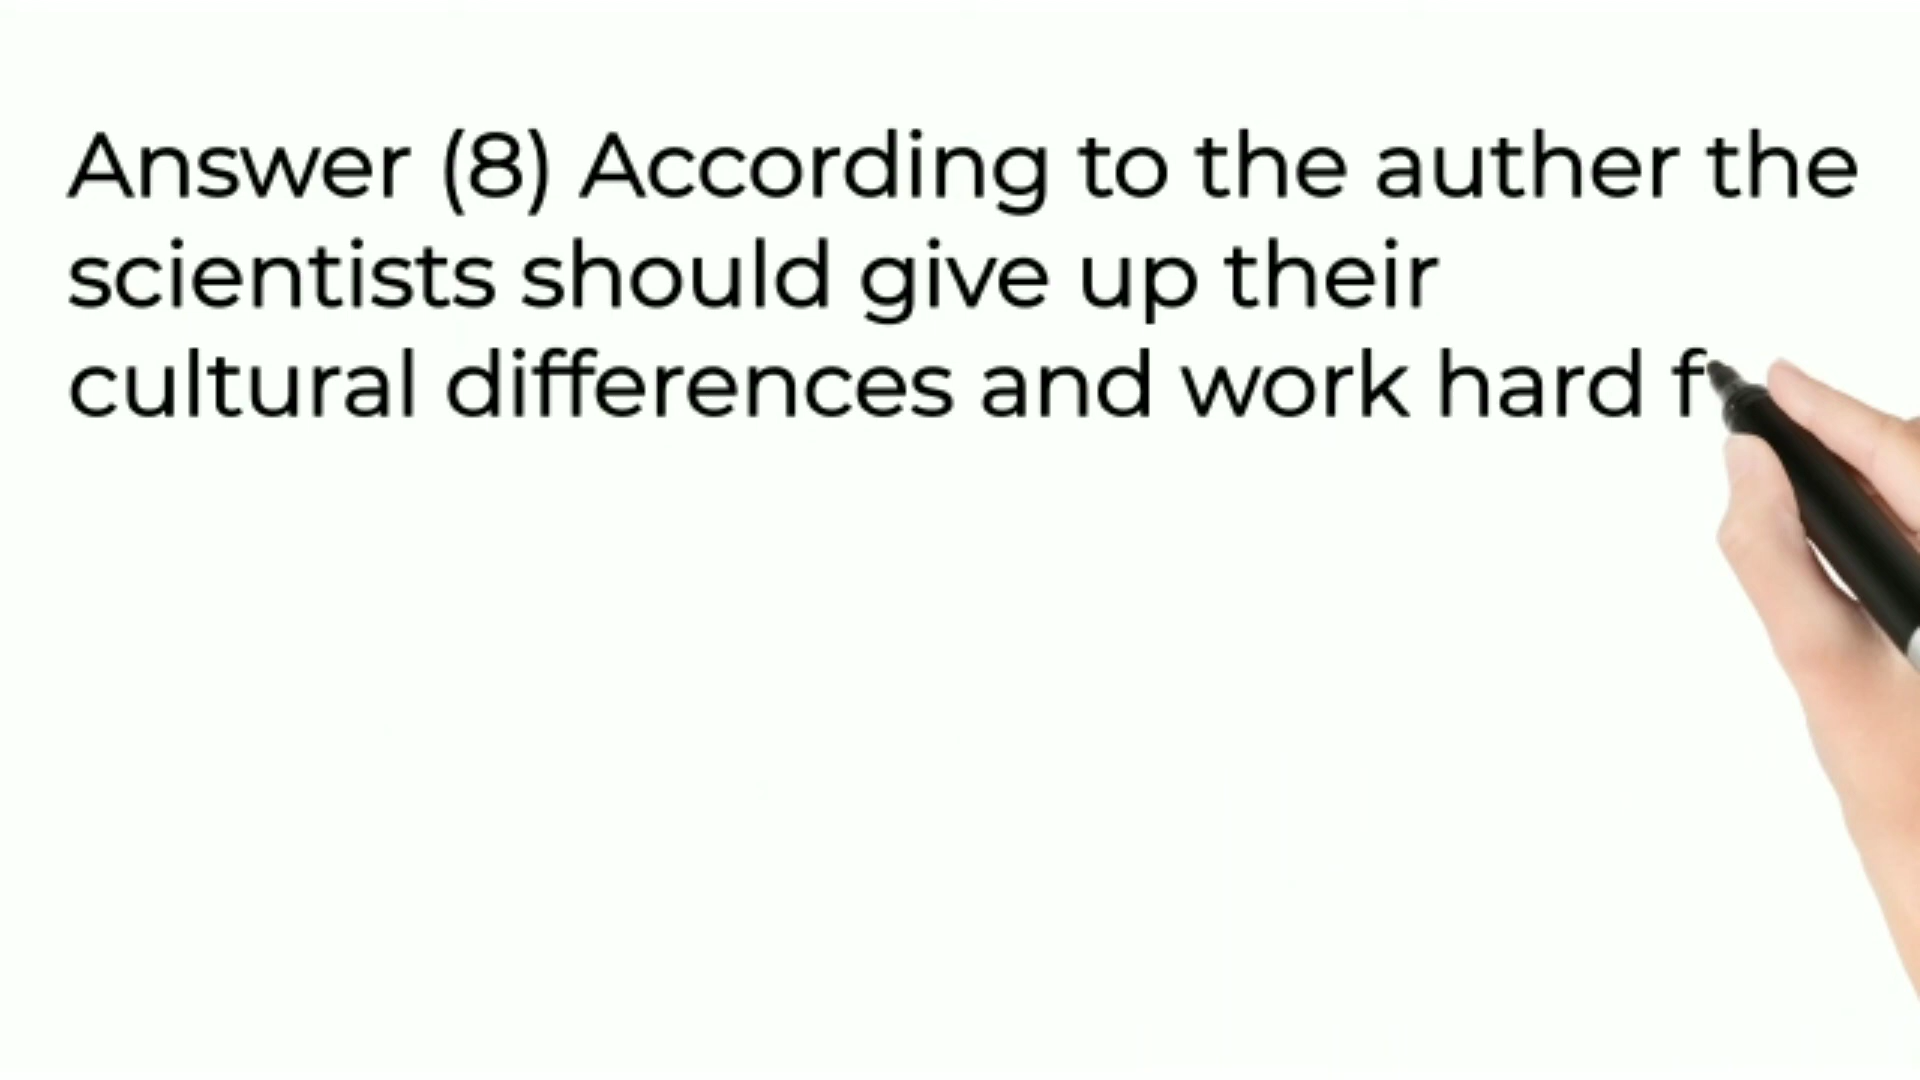 Answer (8) According to the auther the
scientists should give up their
cultural differences and work hard f